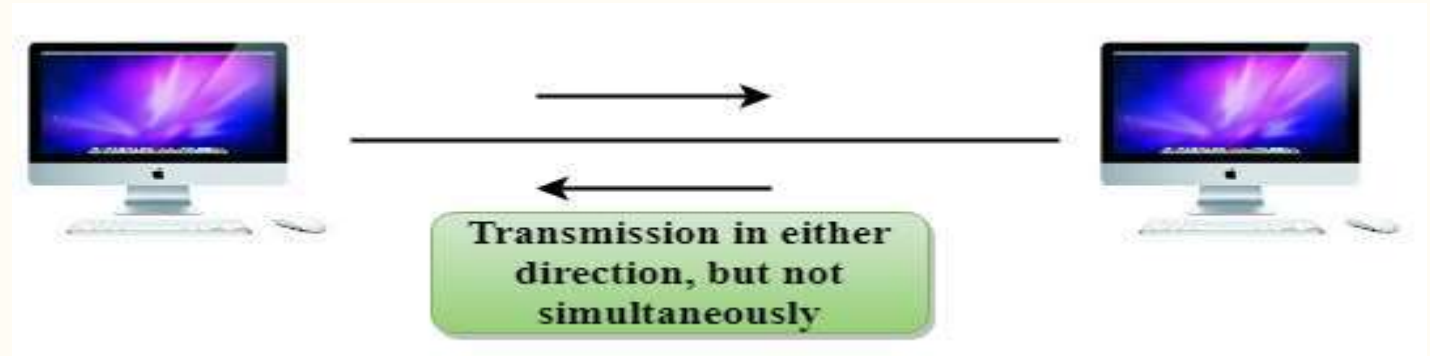 Transmission in either
direction, but not
simultaneously